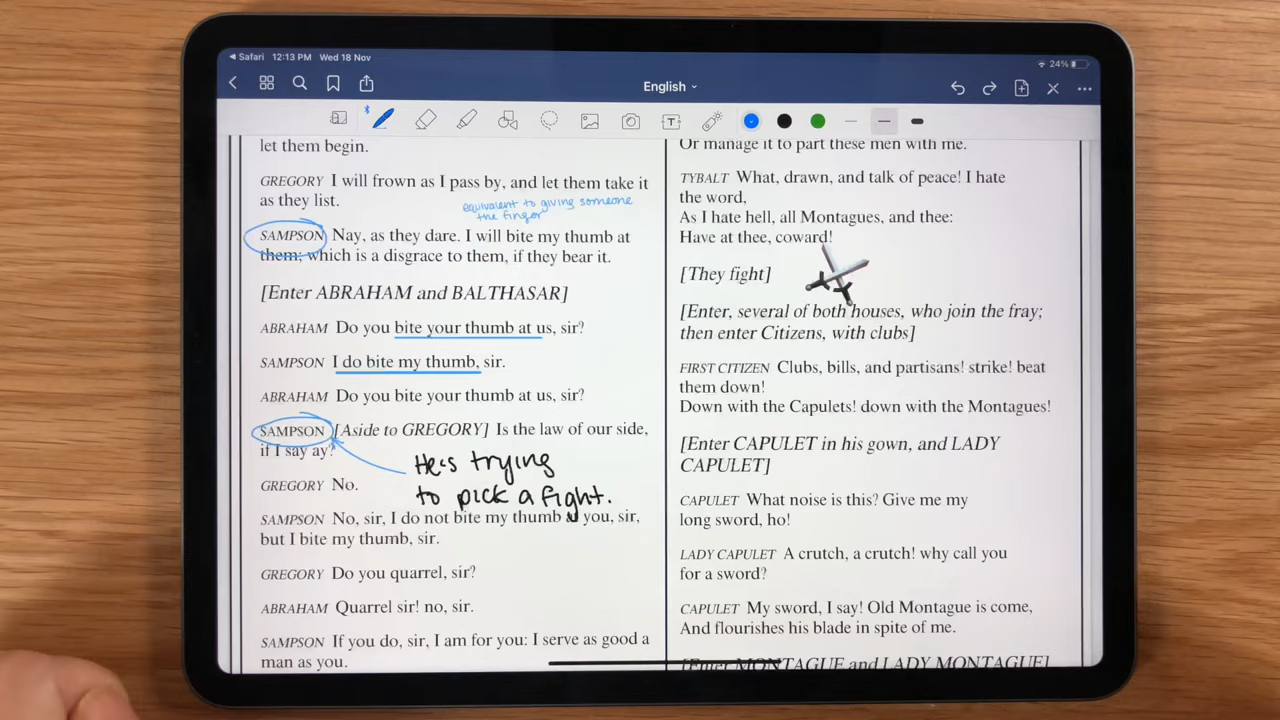 Safari 12:13 PM Wed 18 Nov
24%
English
T
let them begin.
GREGORY I will frown as I pass by, and let them take it
as they list.
equivalent to giving someone
the finger
SAMPSON Nay, as they dare. I will bite my thumb at
them; which is a disgrace to them, if they bear it.
[Enter ABRAHAM and BALTHASAR]
ABRAHAM Do you bite your thumb at us, sir?
SAMPSON I do bite my thumb, sir.
ABRAHAM Do you bite your thumb at us, sir?
SAMPSON [Aside to GREGORY] Is the law of our side,
if I say ay?
He's trying
to pick a fight.
GREGORY No.
SAMPSON No, sir, I do not bite my thumb at you, sir,
but I bite my thumb, sir.
GREGORY Do you quarrel, sir?
ABRAHAM Quarrel sir! no, sir.
SAMPSON If you do, sir, I am for you: I serve as good a
man as you.
Or manage it to part these men with me.
TYBALT What, drawn, and talk of peace! I hate
the word,
As I hate hell, all Montagues, and thee:
Have at thee, coward!
[They fight]
[Enter, several of both houses, who join the fray;
then enter Citizens, with clubs]
FIRST CITIZEN Clubs, bills, and partisans! strike! beat
them down!
Down with the Capulets! down with the Montagues!
[Enter CAPULET in his gown, and LADY
CAPULET]
CAPULET What noise is this? Give me my
long sword, ho!
LADY CAPULET A crutch, a crutch! why call you
for a sword?
CAPULET My sword, I say! Old Montague is come,
And flourishes his blade in spite of me.
[Enter MONTAGUE and LADY MONTAGUE]